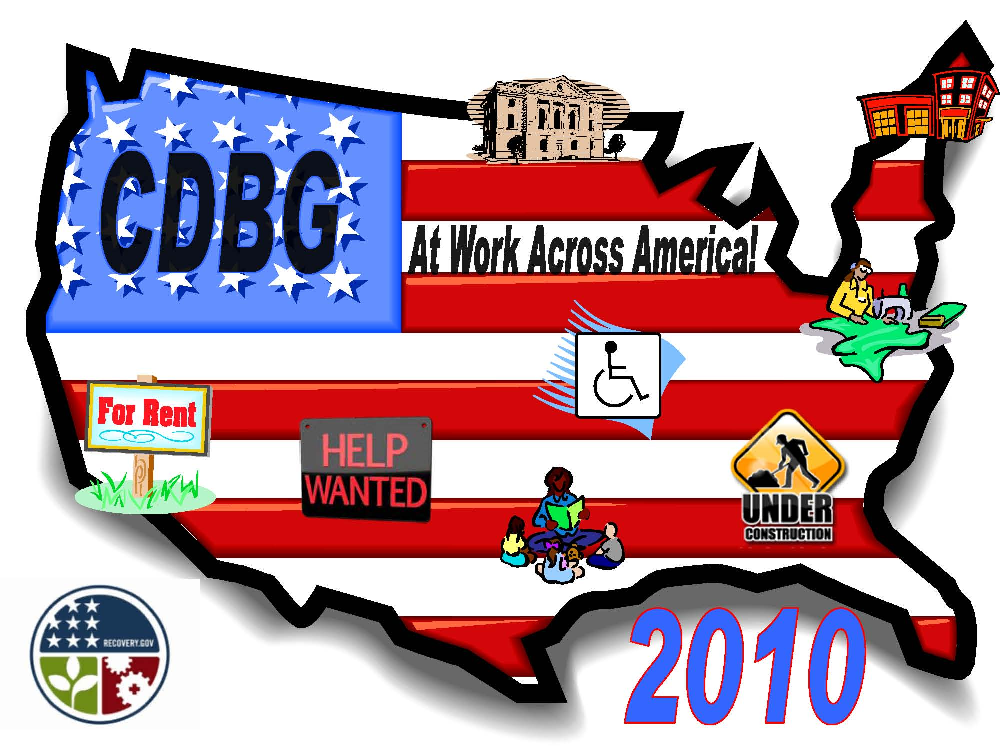 CDBG
At Work Across America!
For Rent
HELP
WANTED
UNDER
CONSTRUCTION
RECOVERY.GOV
2010